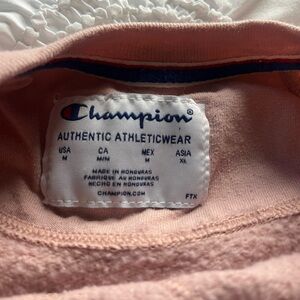 Champion®
AUTHENTIC ATHLETICWEAR
USA CA MEX ASIA
M M/M M XL
MADE IN HONDURAS
FABRIQUÉ AU HONDURAS
HECHO EN HONDURAS
CHAMPION.COM
FTX